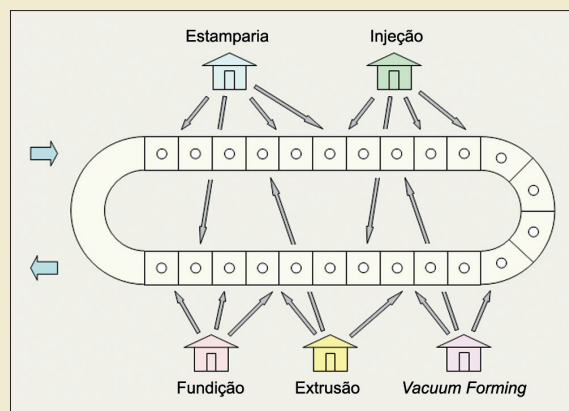 Estamparia
Injeção
Fundição
Extrusão
Vacuum Forming